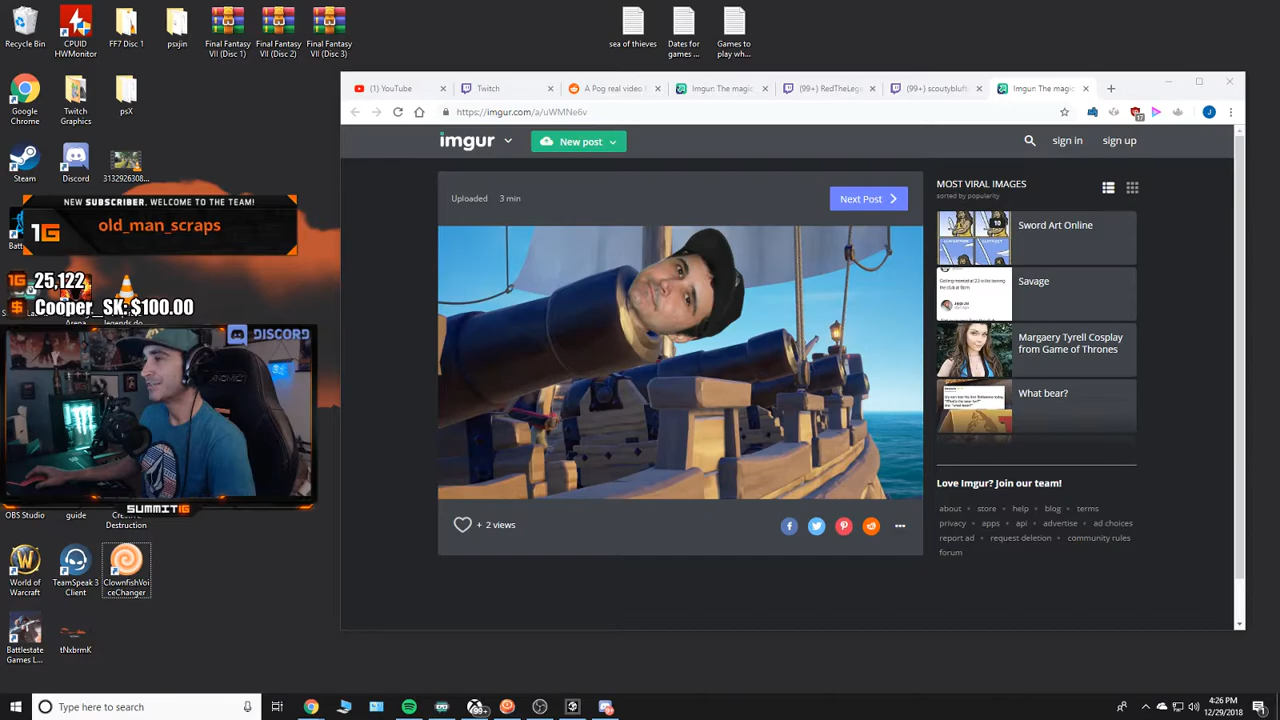 Recycle Bin
CPUID HWMonitor
FF7 Disc 1
psxjin
Final Fantasy VII (Disc 1)
Final Fantasy VII (Disc 2)
Final Fantasy VII (Disc 3)
sea of thieves
Dates for games ...
Games to play wh...
Google Chrome
Twitch Graphics
psX
Steam
Discord
3132926308...
NEW SUBSCRIBER. WELCOME TO THE TEAM!
1G
old_man_scraps
25,122
Cooper_SK: $100.00
DISCORD
SUMMIT1G
OBS Studio
guide
Destruction
World of Warcraft
TeamSpeak 3 Client
ClownfishVoiceChanger
Battlestate Games L...
tNxbrmK
(1) YouTube
Twitch
A Pog real video
Imgur: The magic
(99+) RedTheLege
(99+) scoutybluft
Imgur: The magic
https://imgur.com/a/uWMNe6v
17
J
imgur
New post
sign in
sign up
Uploaded 3 min
Next Post
+ 2 views
MOST VIRAL IMAGES
sorted by popularity
10
Sword Art Online
Savage
Margaery Tyrell Cosplay from Game of Thrones
What bear?
Love Imgur? Join our team!
about • store • help • blog • terms
privacy • apps • api • advertise • ad choices
report ad • request deletion • community rules
forum
Type here to search
99+
4:26 PM
12/29/2018